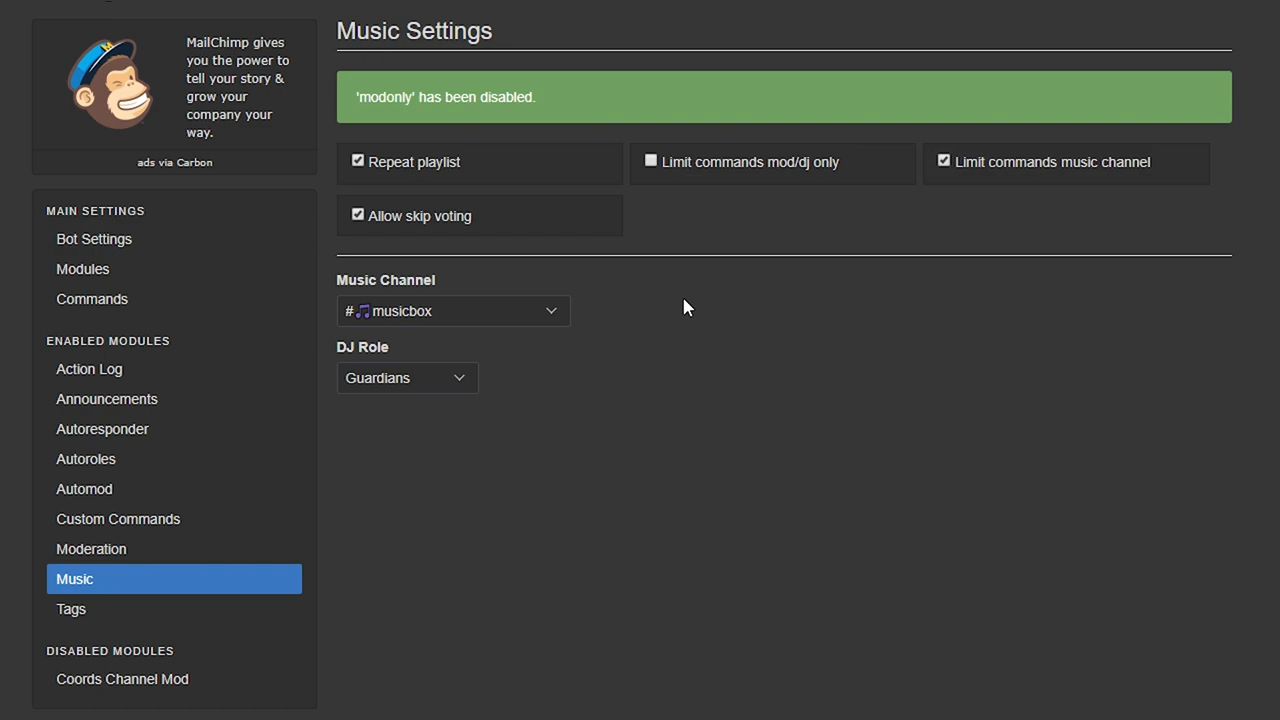 MailChimp gives
you the power to
tell your story &
grow your
company your
way.
ads via Carbon
MAIN SETTINGS
Bot Settings
Modules
Commands
ENABLED MODULES
Action Log
Announcements
Autoresponder
Autoroles
Automod
Custom Commands
Moderation
Music
Tags
DISABLED MODULES
Coords Channel Mod
Music Settings
'modonly' has been disabled.
Repeat playlist
Limit commands mod/dj only
Limit commands music channel
Allow skip voting
Music Channel
#🎵musicbox
DJ Role
Guardians